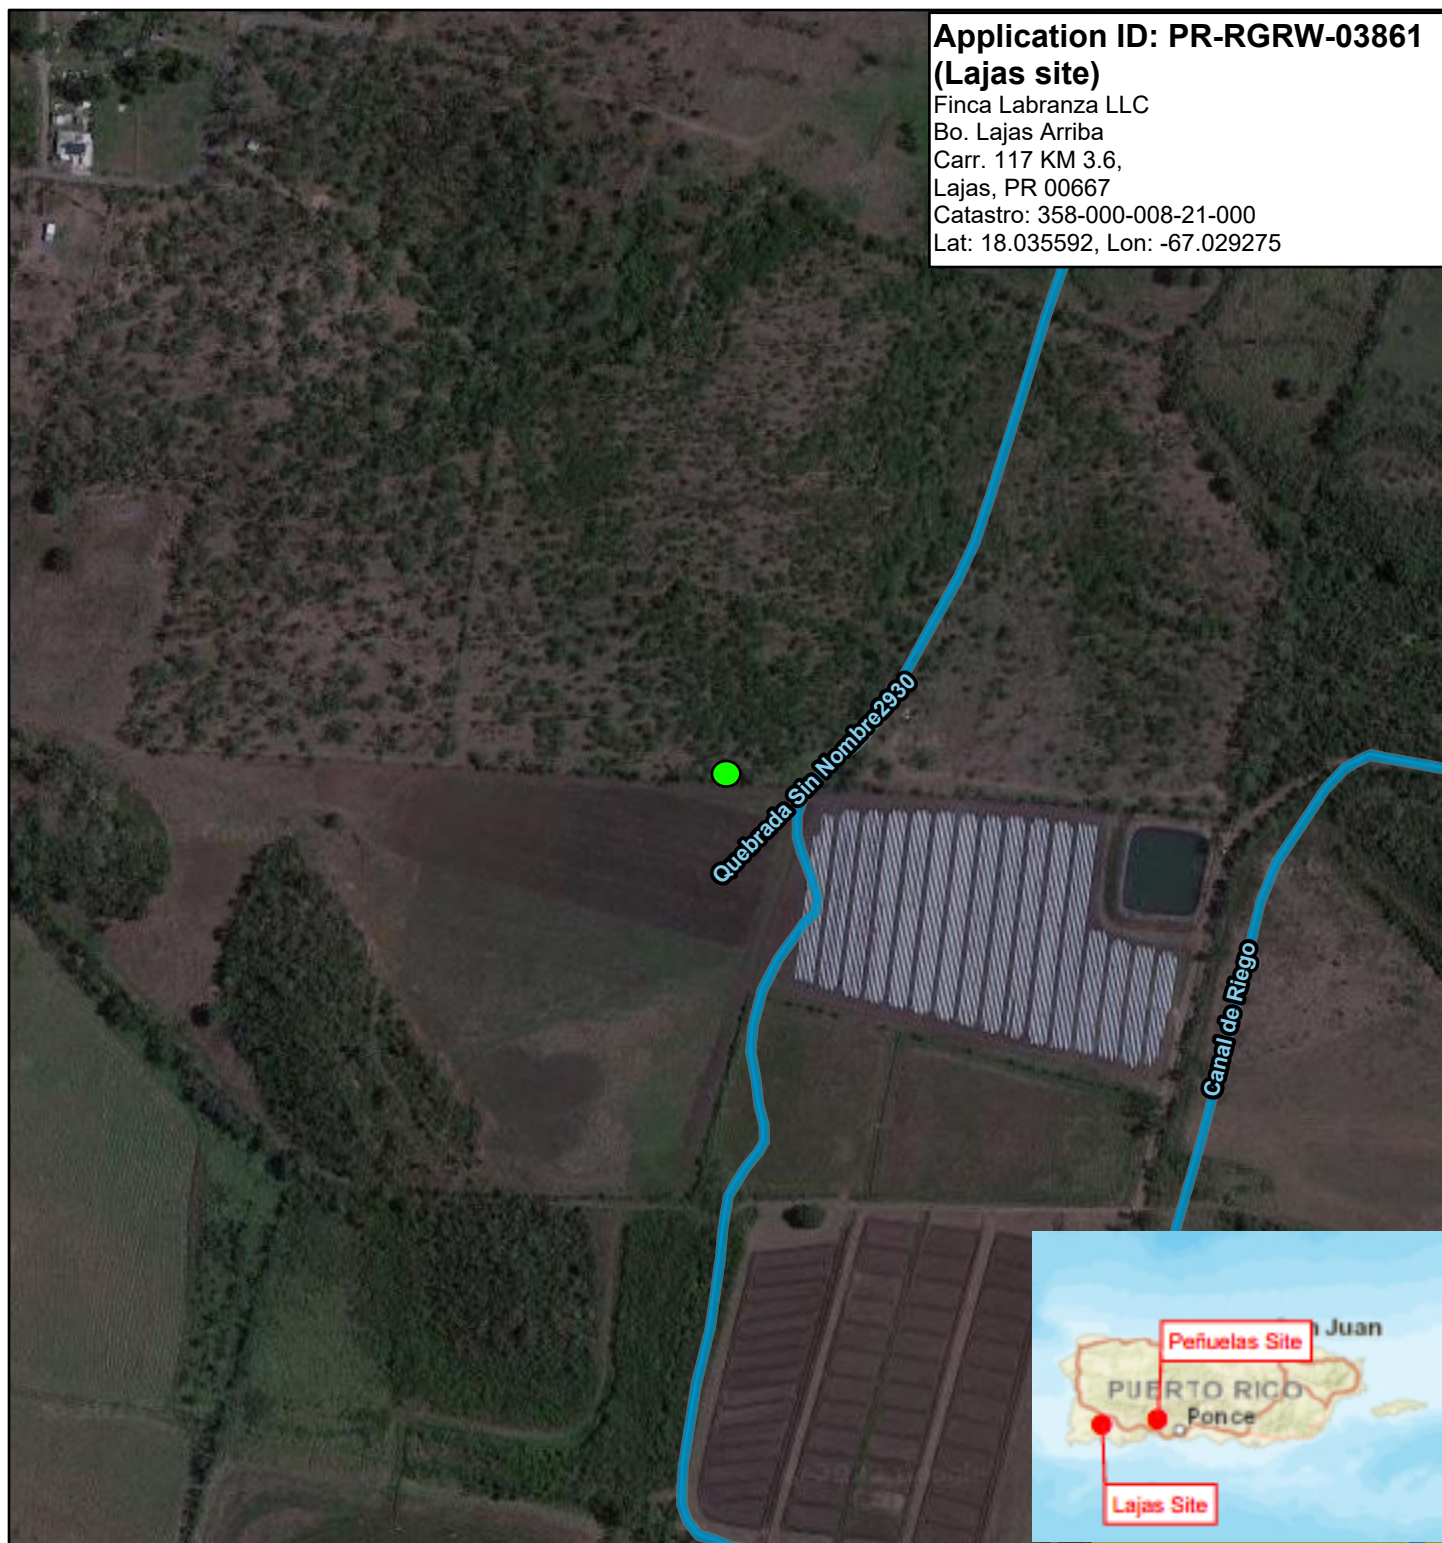 Application ID: PR-RGRW-03861
(Lajas site)
Finca Labranza LLC
Bo. Lajas Arriba
Carr. 117 KM 3.6,
Lajas, PR 00667
Catastro: 358-000-008-21-000
Lat: 18.035592, Lon: -67.029275
Quebrada Sin Nombre2930
Canal de Riego
Juan
Peñuelas Site
PUERTO RICO
Ponce
Lajas Site